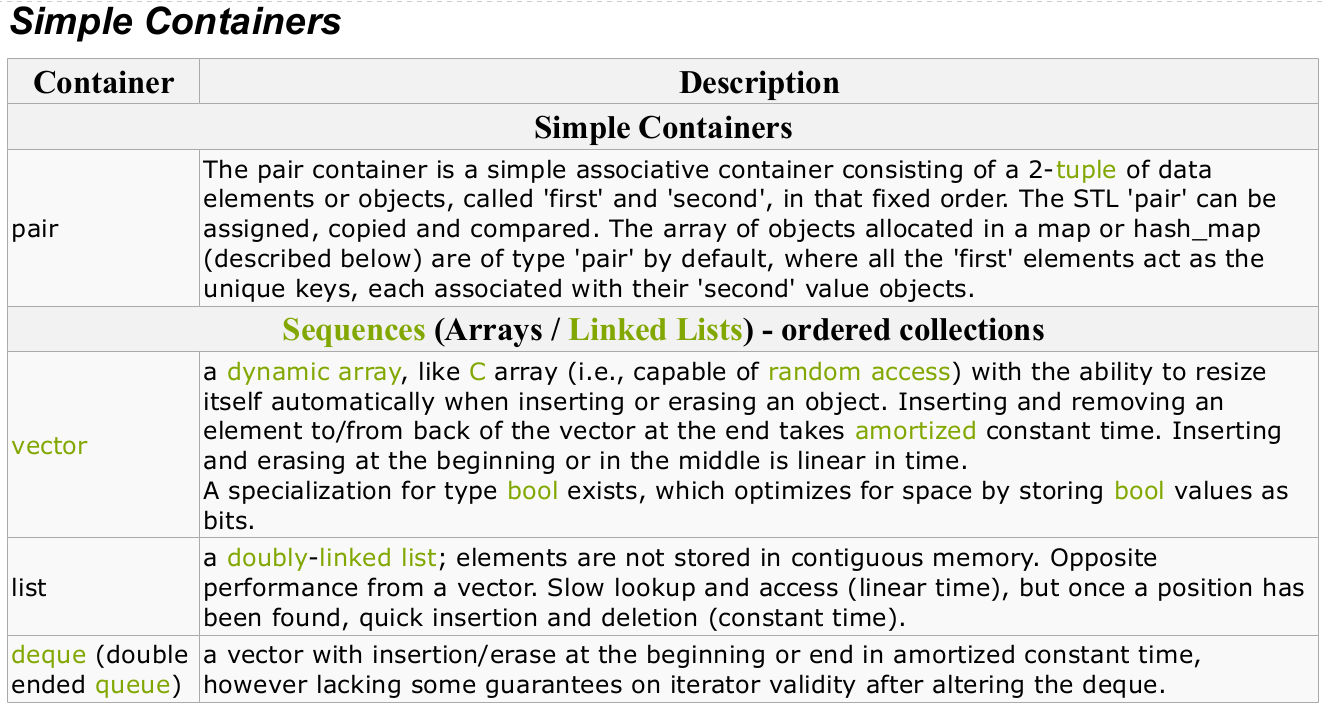 Simple Containers
Container Description
Simple Containers
pair
The pair container is a simple associative container consisting of a 2-tuple of data
elements or objects, called 'first' and 'second', in that fixed order. The STL 'pair' can be
assigned, copied and compared. The array of objects allocated in a map or hash_map
(described below) are of type 'pair' by default, where all the 'first' elements act as the
unique keys, each associated with their 'second' value objects.
Sequences (Arrays / Linked Lists) - ordered collections
vector
a dynamic array, like C array (i.e., capable of random access) with the ability to resize
itself automatically when inserting or erasing an object. Inserting and removing an
element to/from back of the vector at the end takes amortized constant time. Inserting
and erasing at the beginning or in the middle is linear in time.
A specialization for type bool exists, which optimizes for space by storing bool values as
bits.
list
a doubly-linked list; elements are not stored in contiguous memory. Opposite
performance from a vector. Slow lookup and access (linear time), but once a position has
been found, quick insertion and deletion (constant time).
deque (double
ended queue)
a vector with insertion/erase at the beginning or end in amortized constant time,
however lacking some guarantees on iterator validity after altering the deque.